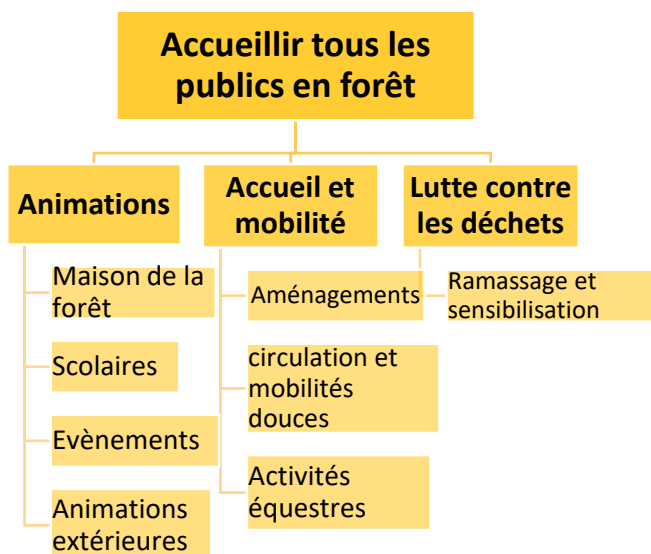 Accueillir tous les
publics en forêt
Animations
Maison de la
forêt
Scolaires
Evènements
Animations
extérieures
Accueil et
mobilité
Aménagements
circulation et
mobilités
douces
Activités
équestres
Lutte contre
les déchets
Ramassage et
sensibilisation